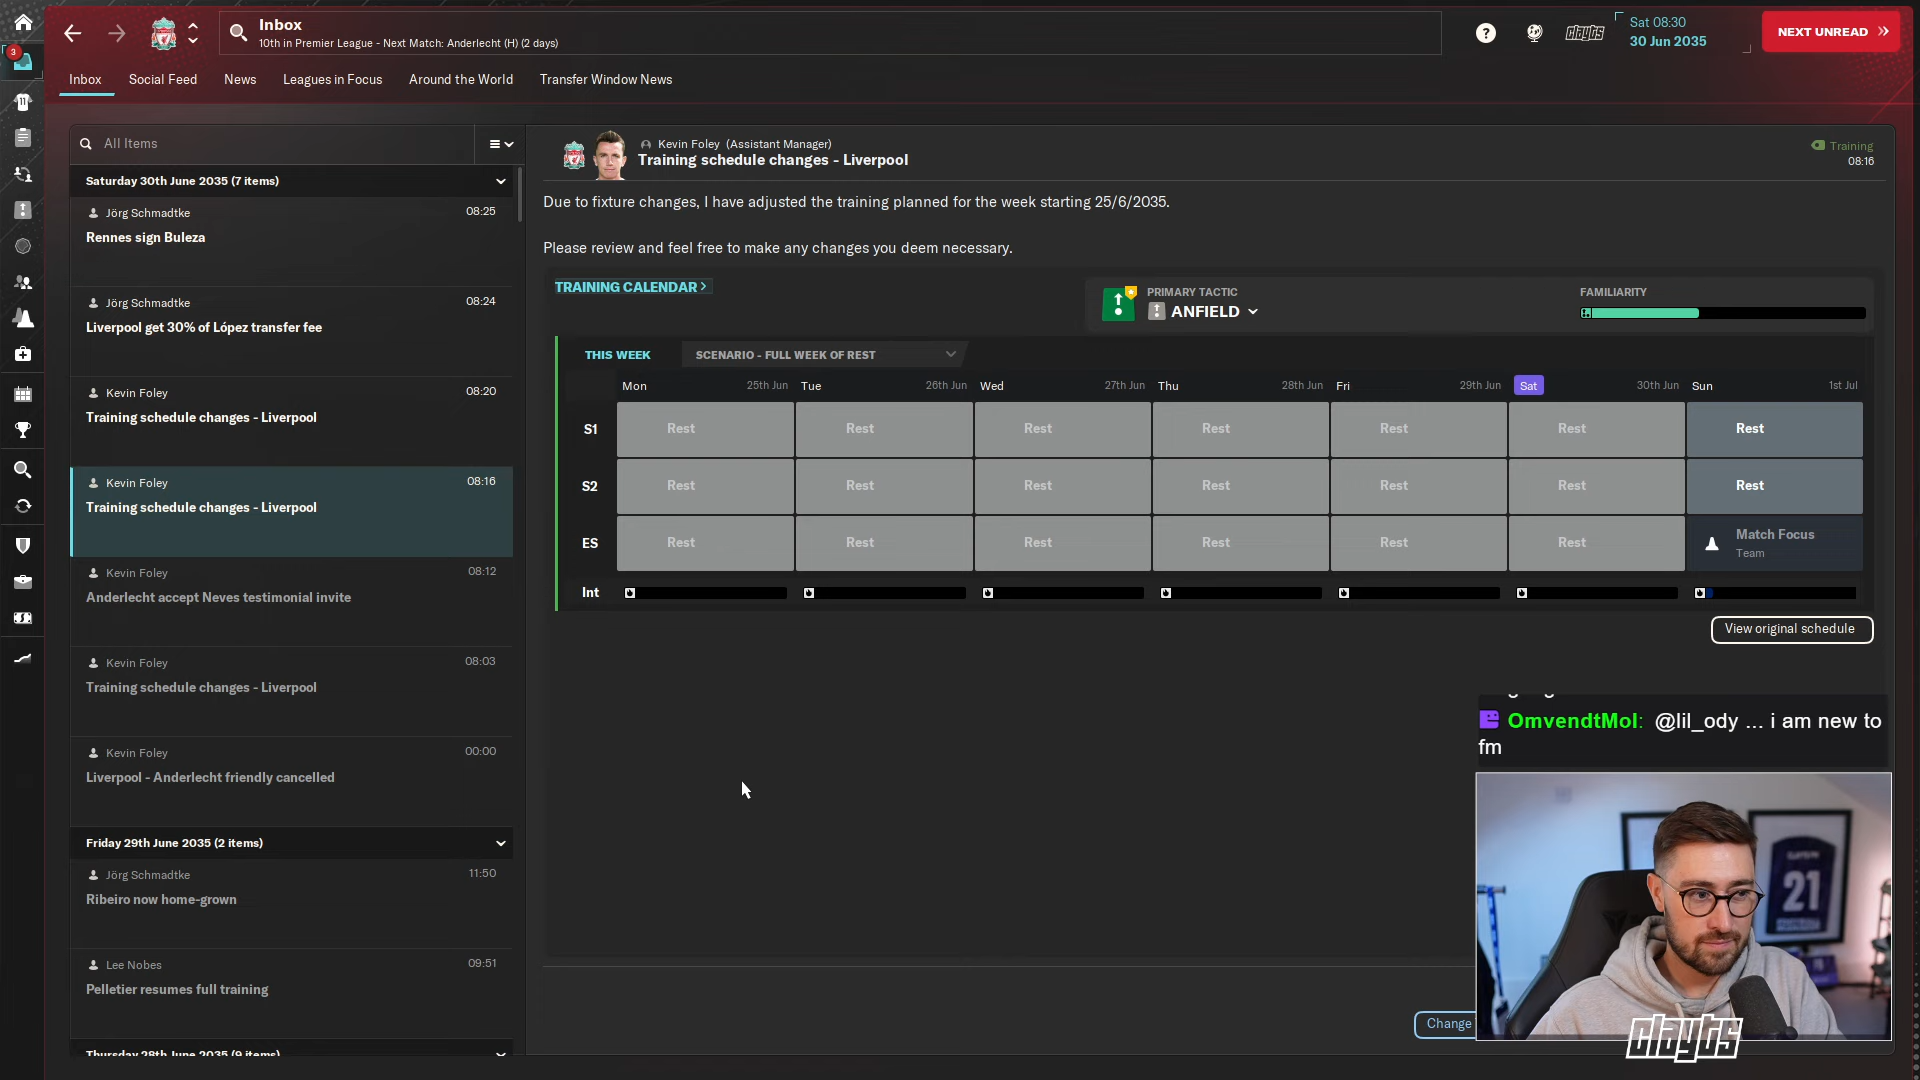 Inbox
10th in Premier League - Next Match: Anderlecht (H) (2 days)
?
clayts
Sat 08:30
30 Jun 2035
NEXT UNREAD
3
11
Inbox
Social Feed
News
Leagues in Focus
Around the World
Transfer Window News
All Items
Saturday 30th June 2035 (7 items)
Jörg Schmadtke
08:25
Rennes sign Buleza
Jörg Schmadtke
08:24
Liverpool get 30% of López transfer fee
Kevin Foley
08:20
Training schedule changes - Liverpool
Kevin Foley
08:16
Training schedule changes - Liverpool
Kevin Foley
08:12
Anderlecht accept Neves testimonial invite
Kevin Foley
08:03
Training schedule changes - Liverpool
Kevin Foley
00:00
Liverpool - Anderlecht friendly cancelled
Friday 29th June 2035 (2 items)
Jörg Schmadtke
11:50
Ribeiro now home-grown
Lee Nobes
09:51
Pelletier resumes full training
Thursday 28th June 2035 (9 items)
Kevin Foley (Assistant Manager)
Training schedule changes - Liverpool
Training
08:16
Due to fixture changes, I have adjusted the training planned for the week starting 25/6/2035.
Please review and feel free to make any changes you deem necessary.
TRAINING CALENDAR >
PRIMARY TACTIC
ANFIELD
FAMILIARITY
THIS WEEK
SCENARIO - FULL WEEK OF REST
Mon 25th Jun Tue 26th Jun Wed 27th Jun Thu 28th Jun Fri 29th Jun Sat 30th Jun Sun 1st Jul
S1 Rest Rest Rest Rest Rest Rest Rest
S2 Rest Rest Rest Rest Rest Rest Rest
ES Rest Rest Rest Rest Rest Rest Match Focus
Team
Int
View original schedule
OmvendtMol: @lil_ody ... i am new to
fm
Change
21
clayts